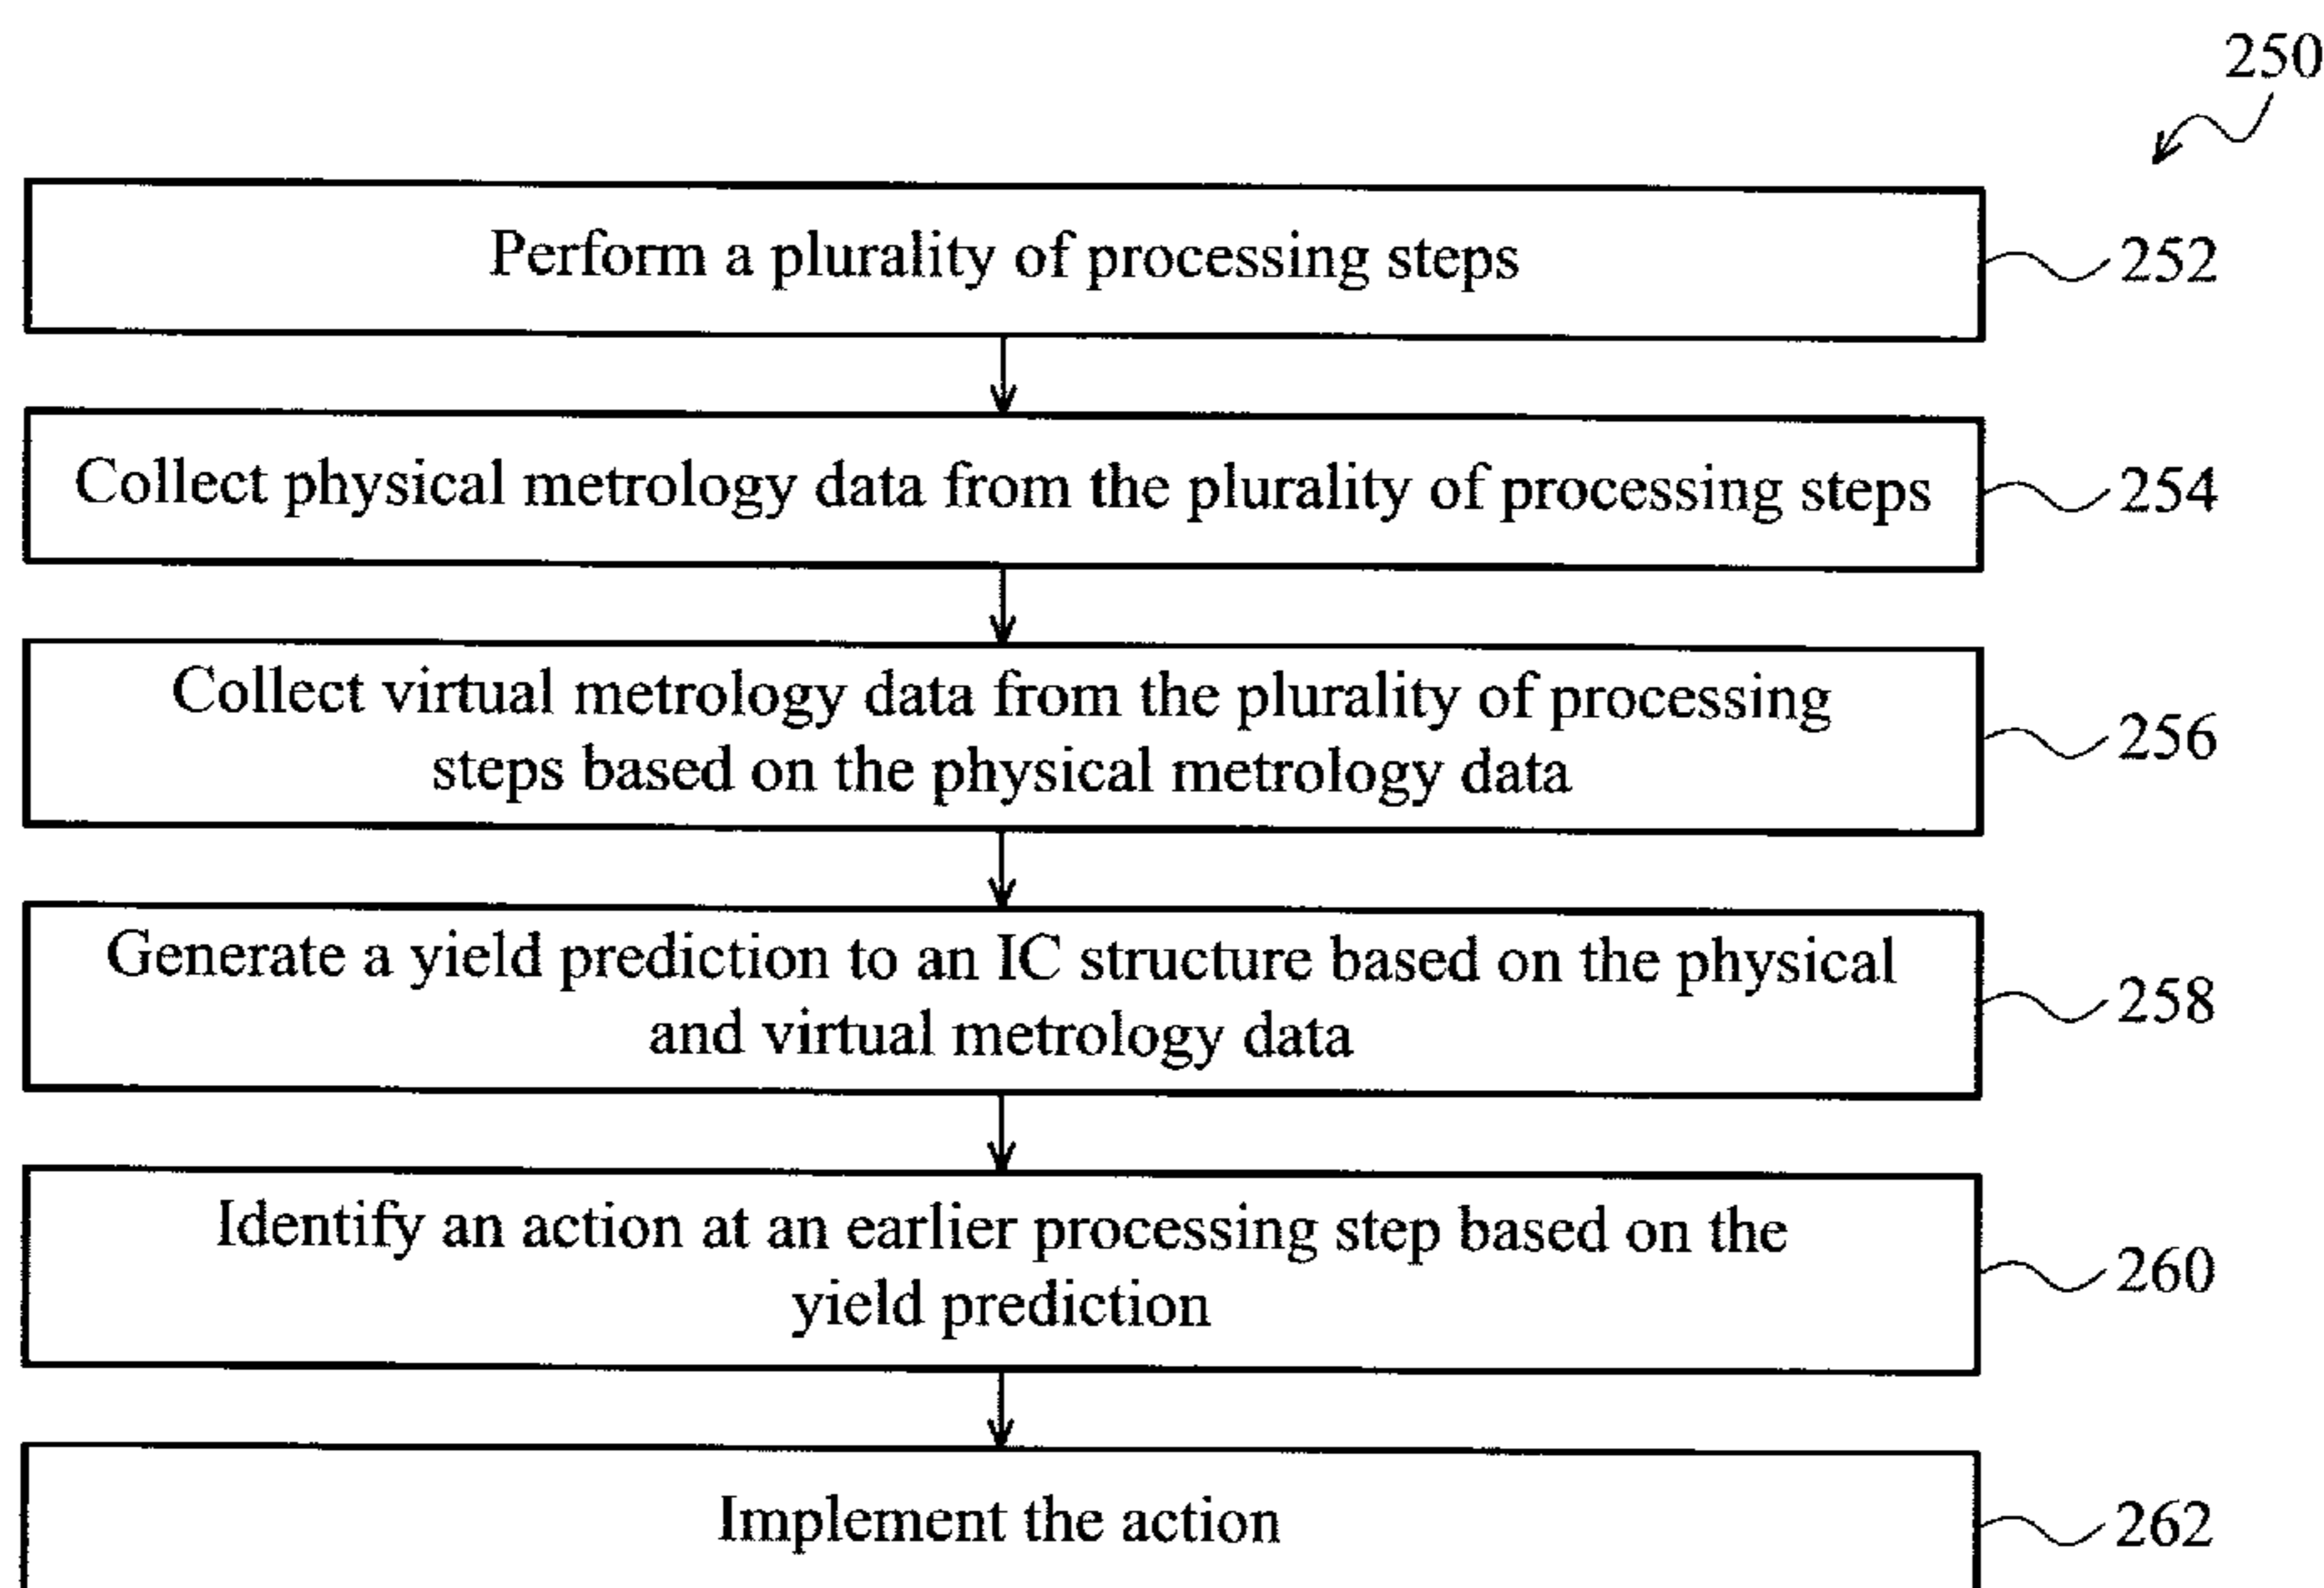 250
Perform a plurality of processing steps
252
Collect physical metrology data from the plurality of processing steps
254
Collect virtual metrology data from the plurality of processing
steps based on the physical metrology data
256
Generate a yield prediction to an IC structure based on the physical
and virtual metrology data
258
Identify an action at an earlier processing step based on the
yield prediction
260
Implement the action
262